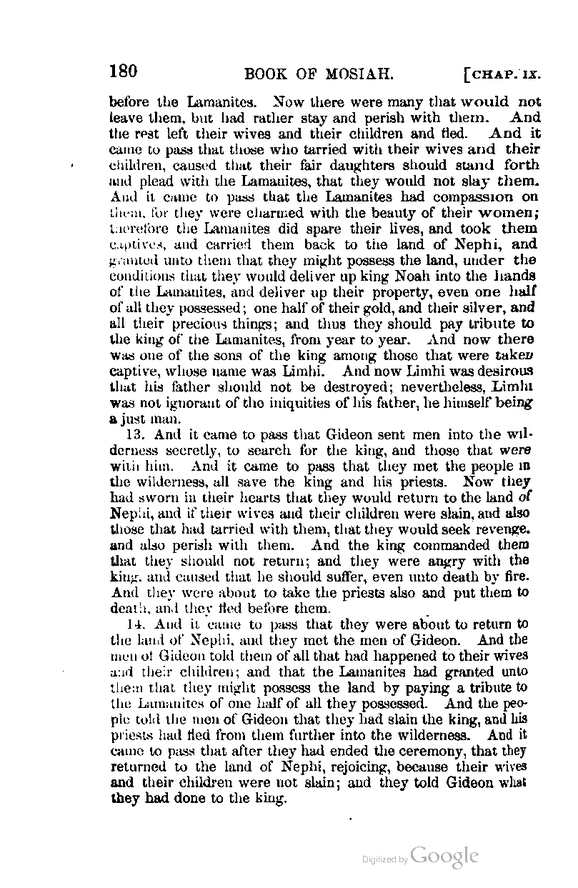 180 BOOK OF MOSIAH. [CHAP. IX.
before the Lamanites. Now there were many that would not
leave them, but had rather stay and perish with them. And
the rest left their wives and their children and fled. And it
came to pass that those who tarried with their wives and their
children, caused that their fair daughters should stand forth
and plead with the Lamanites, that they would not slay them.
And it came to pass that the Lamanites had compassion on
them, for they were charmed with the beauty of their women;
therefore the Lamanites did spare their lives, and took them
captives, and carried them back to the land of Nephi, and
granted unto them that they might possess the land, under the
conditions that they would deliver up king Noah into the hands
of the Lamanites, and deliver up their property, even one half
of all they possessed; one half of their gold, and their silver, and
all their precious things; and thus they should pay tribute to
the king of the Lamanites, from year to year. And now there
was one of the sons of the king among those that were taken
captive, whose name was Limhi. And now Limhi was desirous
that his father should not be destroyed; nevertheless, Limhi
was not ignorant of the iniquities of his father, he himself being
a just man.
13. And it came to pass that Gideon sent men into the wil-
derness secretly, to search for the king, and those that were
with him. And it came to pass that they met the people in
the wilderness, all save the king and his priests. Now they
had sworn in their hearts that they would return to the land of
Nephi, and if their wives and their children were slain, and also
those that had tarried with them, that they would seek revenge,
and also perish with them. And the king commanded them
that they should not return; and they were angry with the
king, and caused that he should suffer, even unto death by fire.
And they were about to take the priests also and put them to
death, and they fled before them.
14. And it came to pass that they were about to return to
the land of Nephi, and they met the men of Gideon. And the
men of Gideon told them of all that had happened to their wives
and their children; and that the Lamanites had granted unto
them that they might possess the land by paying a tribute to
the Lamanites of one half of all they possessed. And the peo-
ple told the men of Gideon that they had slain the king, and his
priests had fled from them further into the wilderness. And it
came to pass that after they had ended the ceremony, that they
returned to the land of Nephi, rejoicing, because their wives
and their children were not slain; and they told Gideon what
they had done to the king.
Digitized by Google